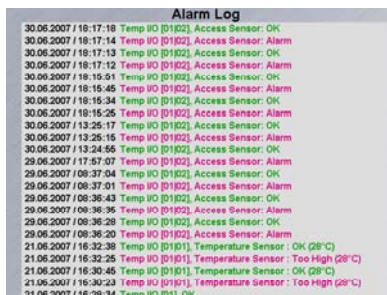 Alarm Log
30.06.2007 / 18:17:18 Temp I/O [01|02], Access Sensor: OK
30.06.2007 / 18:17:14 Temp I/O [01|02], Access Sensor: Alarm
30.06.2007 / 18:17:13 Temp I/O [01|02], Access Sensor: OK
30.06.2007 / 18:17:12 Temp I/O [01|02], Access Sensor: Alarm
30.06.2007 / 18:15:51 Temp I/O [01|02], Access Sensor: OK
30.06.2007 / 18:15:45 Temp I/O [01|02], Access Sensor: Alarm
30.06.2007 / 18:15:34 Temp I/O [01|02], Access Sensor: OK
30.06.2007 / 18:15:25 Temp I/O [01|02], Access Sensor: Alarm
30.06.2007 / 13:25:17 Temp I/O [01|02], Access Sensor: OK
30.06.2007 / 13:25:15 Temp I/O [01|02], Access Sensor: Alarm
30.06.2007 / 13:24:55 Temp I/O [01|02], Access Sensor: OK
29.06.2007 / 17:57:07 Temp I/O [01|02], Access Sensor: Alarm
29.06.2007 / 08:37:04 Temp I/O [01|02], Access Sensor: OK
29.06.2007 / 08:37:01 Temp I/O [01|02], Access Sensor: Alarm
29.06.2007 / 08:36:43 Temp I/O [01|02], Access Sensor: OK
29.06.2007 / 08:36:35 Temp I/O [01|02], Access Sensor: Alarm
29.06.2007 / 08:36:28 Temp I/O [01|02], Access Sensor: OK
29.06.2007 / 08:36:20 Temp I/O [01|02], Access Sensor: Alarm
21.06.2007 / 16:32:38 Temp I/O [01|01], Temperature Sensor : OK (28°C)
21.06.2007 / 16:32:25 Temp I/O [01|01], Temperature Sensor : Too High (28°C)
21.06.2007 / 16:30:45 Temp I/O [01|01], Temperature Sensor : OK (28°C)
21.06.2007 / 16:30:23 Temp I/O [01|01], Temperature Sensor : Too High (28°C)
21.06.2007 / 16:28:34 Temp I/O [01], OK